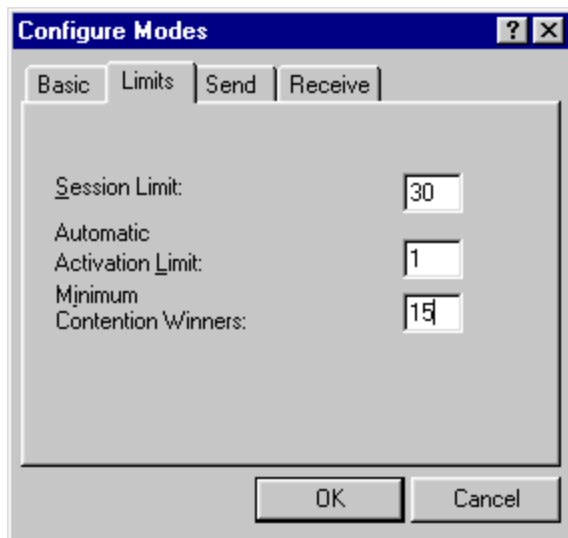 Configure Modes
Basic Limits Send Receive
Session Limit: 30
Automatic
Activation Limit: 1
Minimum
Contention Winners: 15
OK Cancel